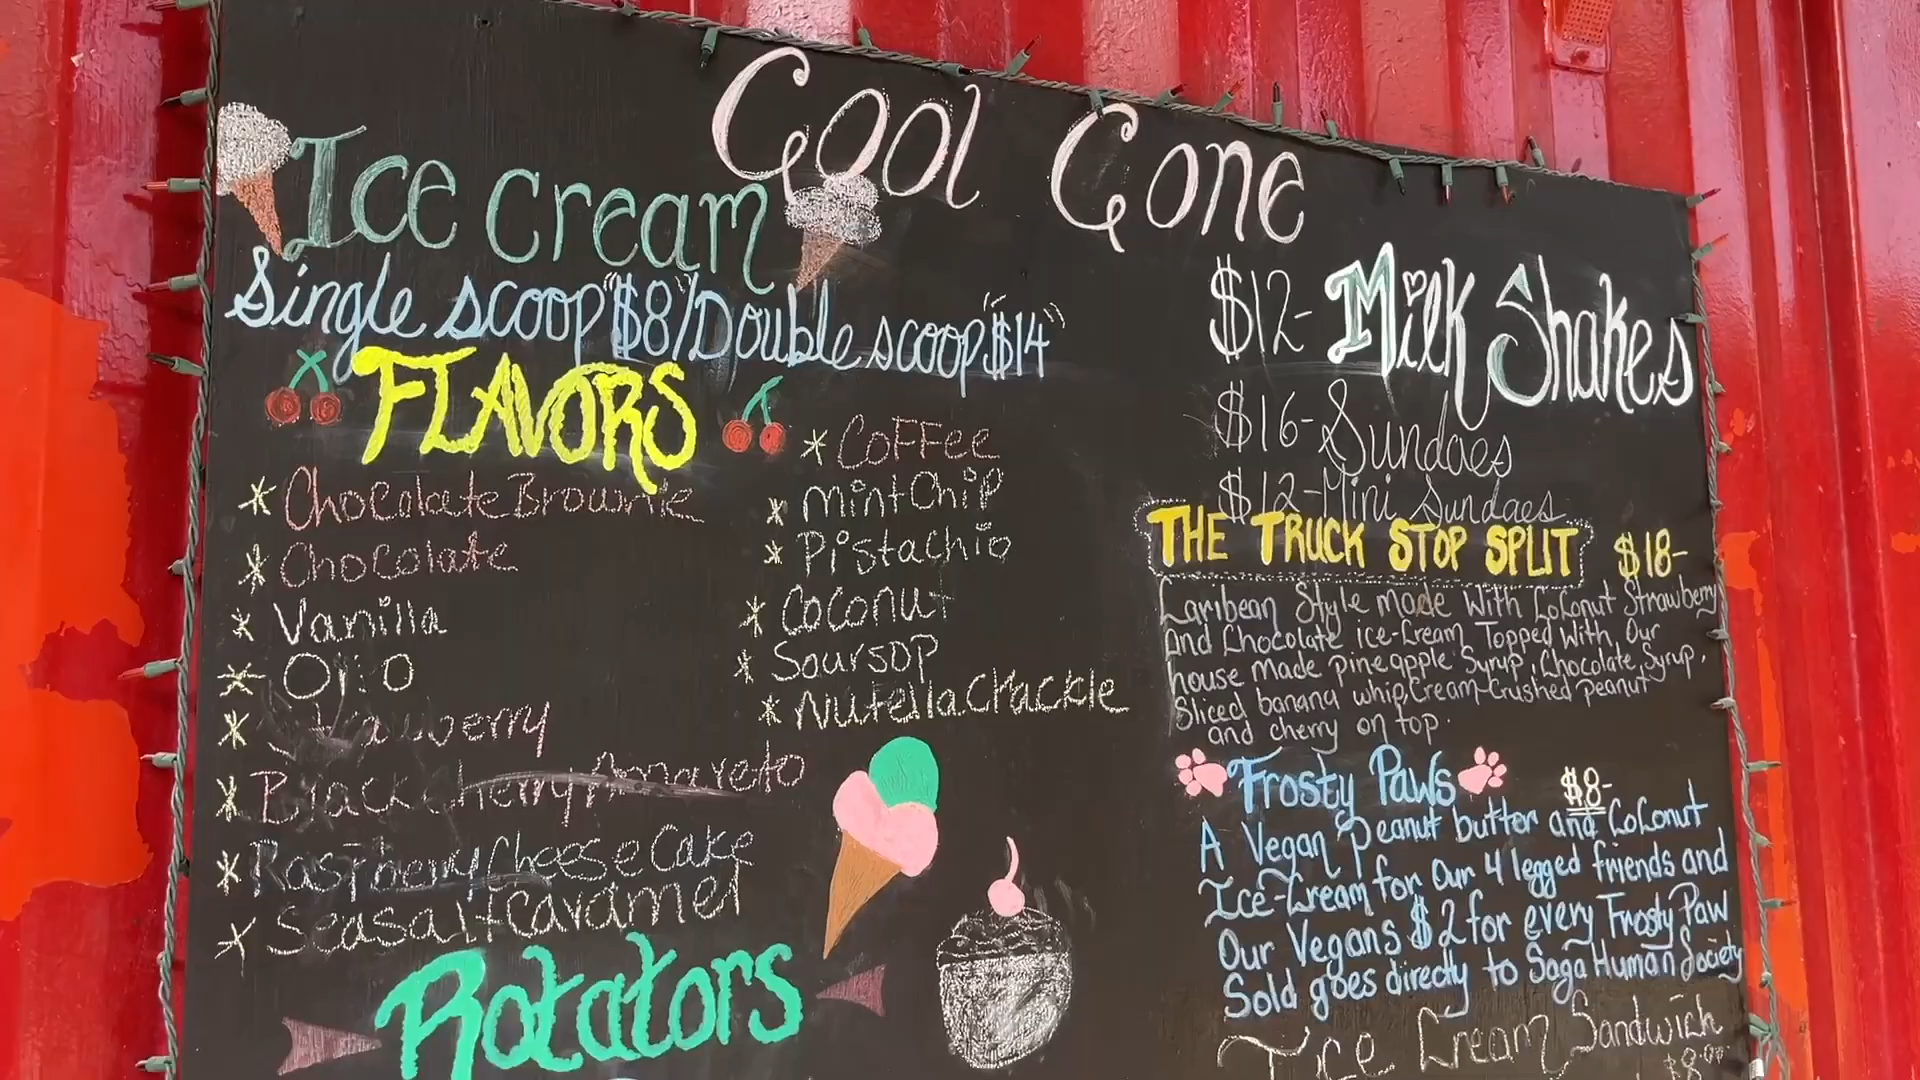 Cool Cone
Ice Cream
Single scoop "$8"/Double scoop "$14"
FLAVORS
* Chocolate Brownie
* Chocolate
* Vanilla
*
* Strawberry
* Black Cherry Amareto
* Raspberry Cheese Cake
* Seasalt Caramel
* Coffee
* Mint Chip
* Pistachio
* Coconut
* Soursop
* Nutella Crackle
Rotators
$12- Milk Shakes
$16- Sundaes
$12- Mini Sundaes
THE TRUCK STOP SPLIT $18-
Caribean Style made With CoConut Strawberry
And Chocolate ice-Cream Topped With Our
house made pineapple Syrup, Chocolate Syrup,
Sliced banana whip Cream Crushed peanut
and cherry on top.
Frosty Paws $8-
A Vegan peanut butter and CoConut
Ice-Cream for Our 4 legged friends and
Our Vegans $2 for every Frosty Paw
Sold goes directly to Saga Human Society
Ice Cream Sandwich
$8.00